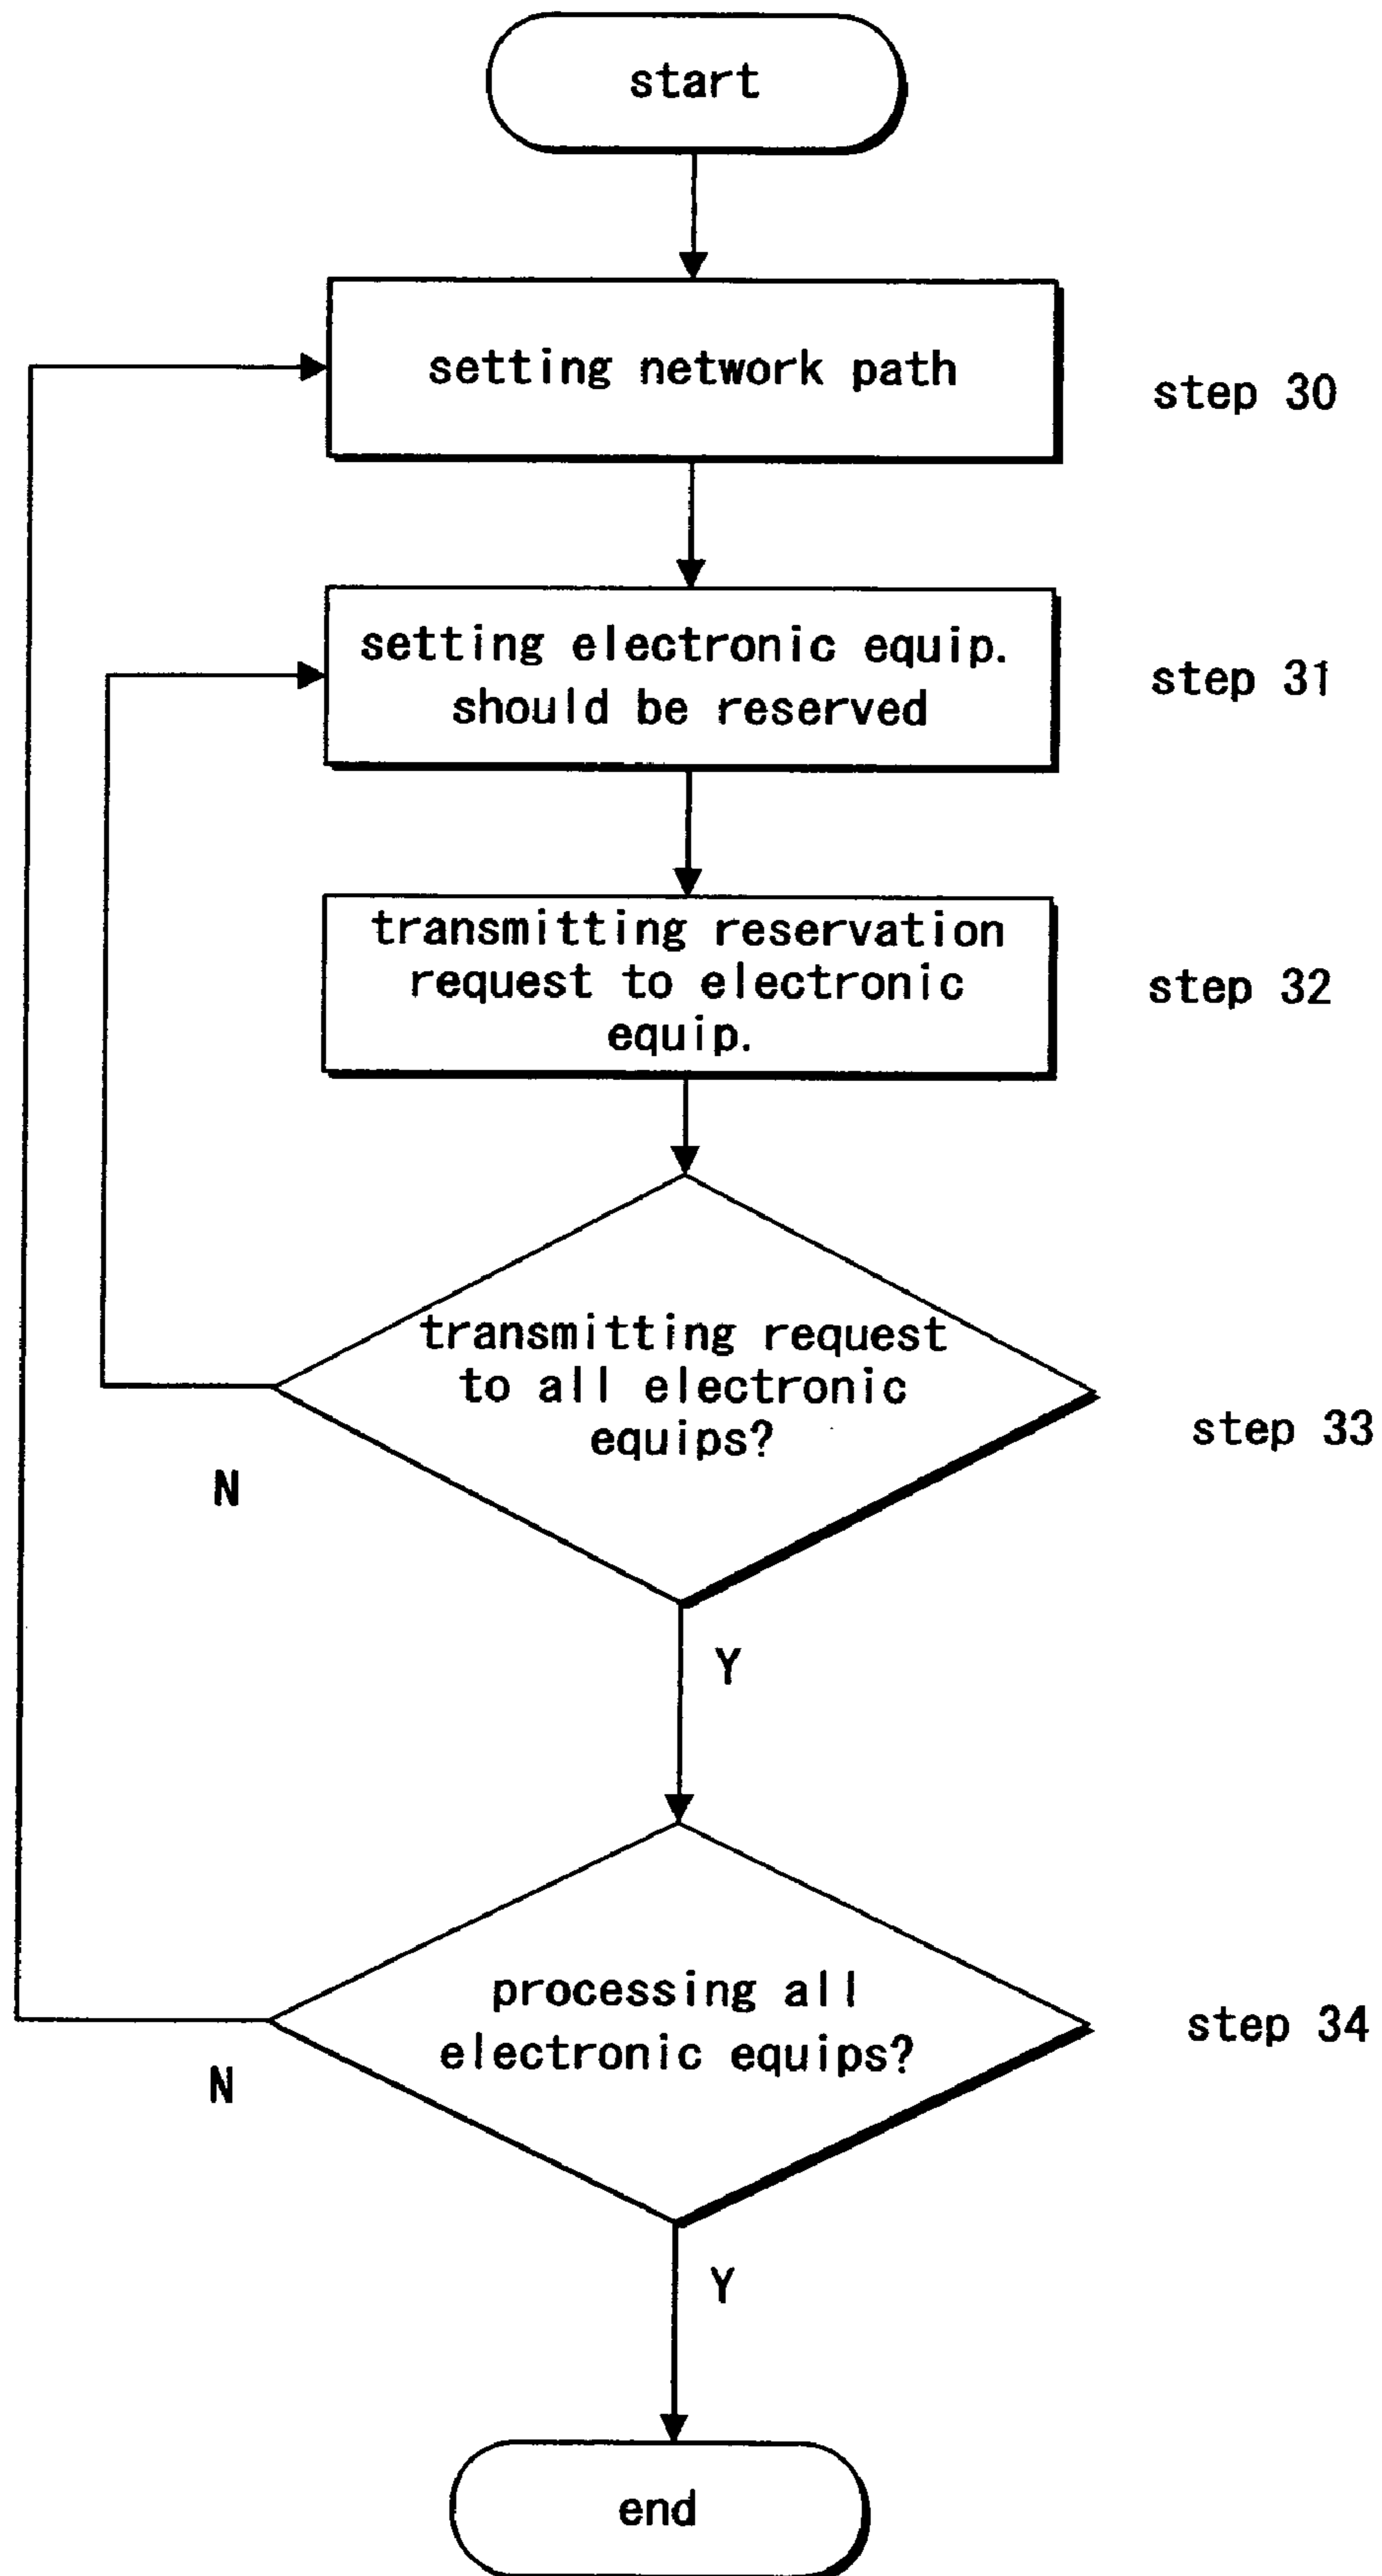 start
setting network path
step 30
setting electronic equip.
should be reserved
step 31
transmitting reservation
request to electronic
equip.
step 32
transmitting request
to all electronic
equips?
step 33
N
Y
processing all
electronic equips?
step 34
N
Y
end